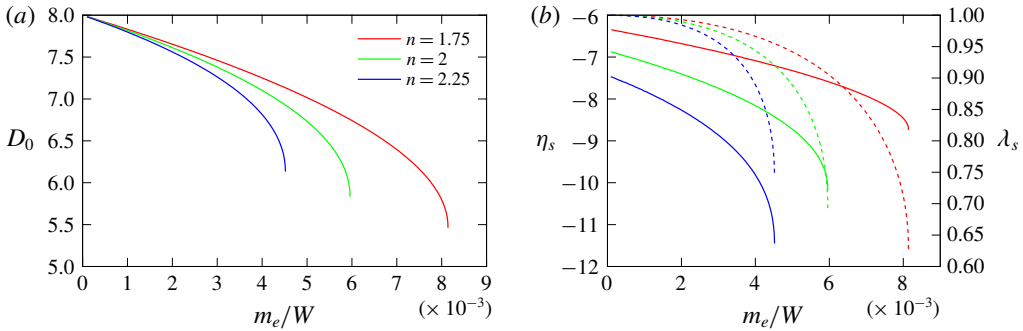 (a)
8.0
7.5
7.0
6.5
6.0
5.5
5.0
D₀
n = 1.75
n = 2
n = 2.25
0 1 2 3 4 5 6 7 8 9
(× 10⁻³)
mₑ/W
(b)
−6
−7
−8
−9
−10
−11
−12
ηₛ
1.00
0.95
0.90
0.85
0.80
0.75
0.70
0.65
0.60
λₛ
0 2 4 6 8
(× 10⁻³)
mₑ/W